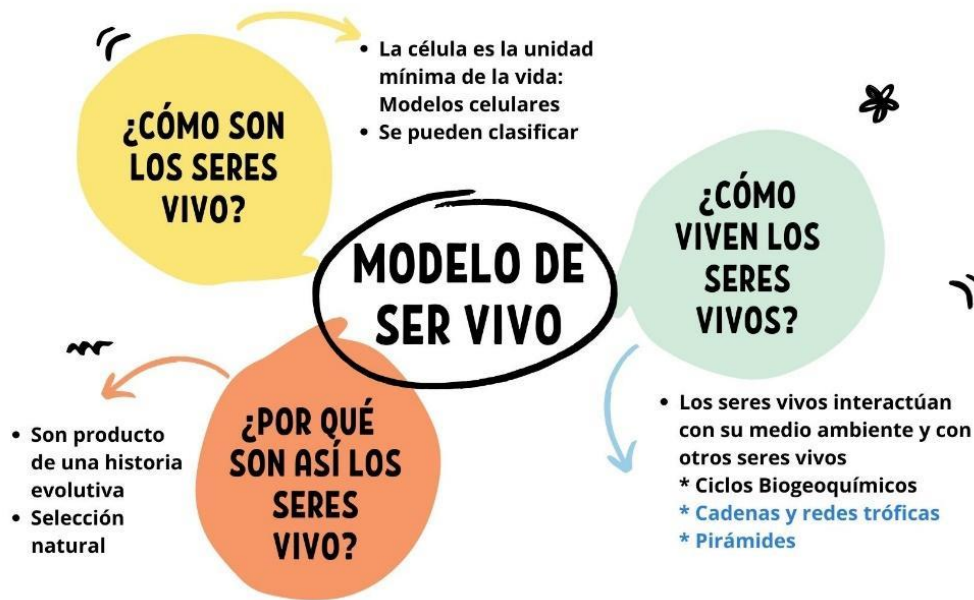 ¿CÓMO SON
LOS SERES
VIVO?
• La célula es la unidad
mínima de la vida:
Modelos celulares
• Se pueden clasificar
MODELO DE
SER VIVO
¿CÓMO
VIVEN LOS
SERES
VIVOS?
• Los seres vivos interactúan
con su medio ambiente y con
otros seres vivos
* Ciclos Biogeoquímicos
* Cadenas y redes tróficas
* Pirámides
¿POR QUÉ
SON ASÍ LOS
SERES
VIVO?
• Son producto
de una historia
evolutiva
• Selección
natural